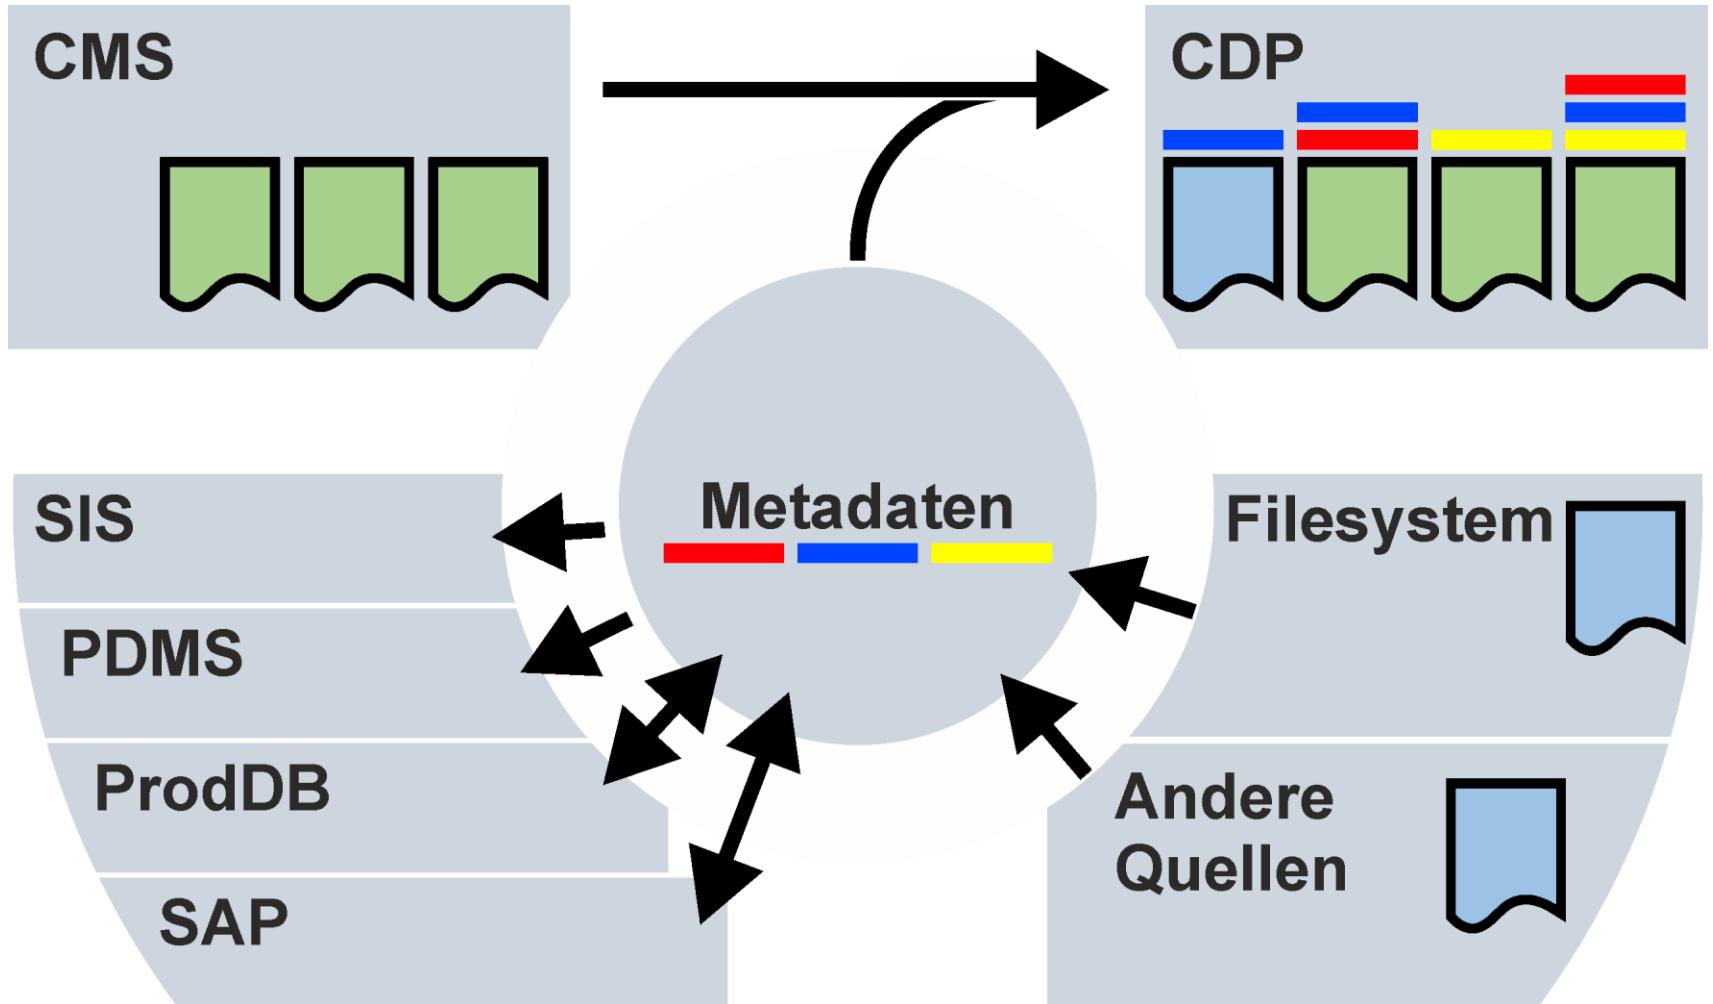 CMS
CDP
Metadaten
SIS
PDMS
ProdDB
SAP
Filesystem
Andere
Quellen